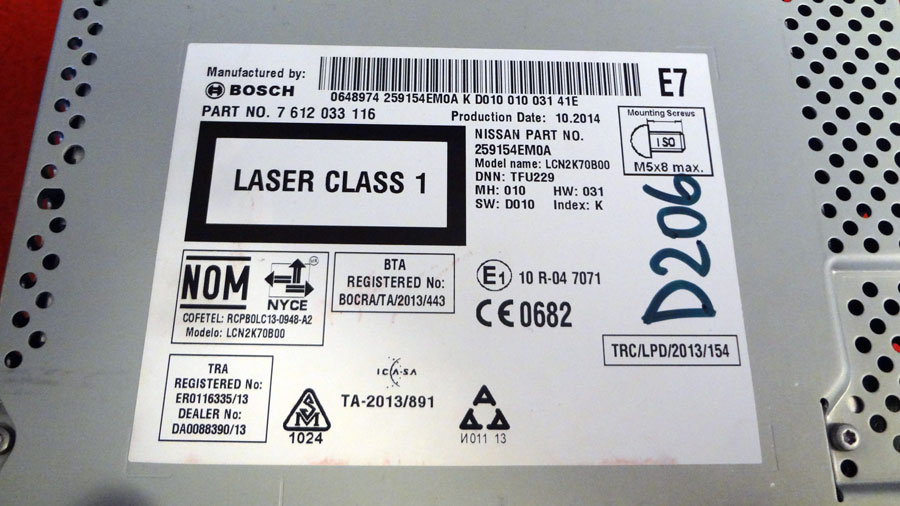 Manufactured by:
BOSCH
0648974 259154EM0A K D010 010 031 41E
E7
PART NO. 7 612 033 116
Production Date: 10.2014
LASER CLASS 1
NISSAN PART NO.
259154EM0A
Model name: LCN2K70B00
DNN: TFU229
MH: 010 HW: 031
SW: D010 Index: K
Mounting Screws
ISO
M5x8 max.
D206
NOM
NYCE
COFETEL: RCPBOLC13-0948-A2
Modelo: LCN2K70B00
BTA
REGISTERED No:
BOCRA/TA/2013/443
E1 10 R-04 7071
CE 0682
TRC/LPD/2013/154
TRA
REGISTERED No:
ER0116335/13
DEALER No:
DA0088390/13
1024
ICASA
TA-2013/891
И011 13